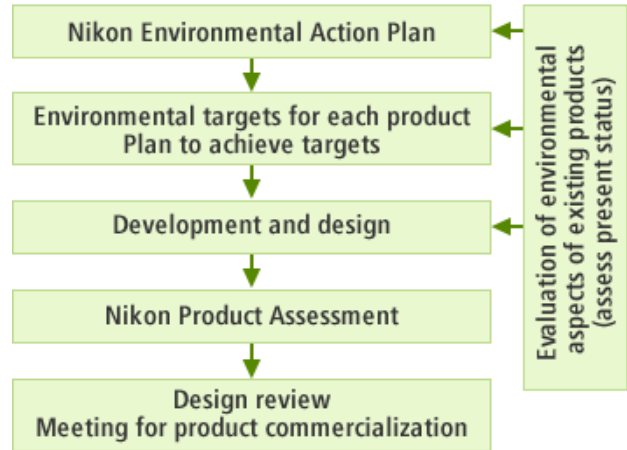 Nikon Environmental Action Plan
Environmental targets for each product
Plan to achieve targets
Development and design
Nikon Product Assessment
Design review
Meeting for product commercialization
Evaluation of environmental
aspects of existing products
(assess present status)